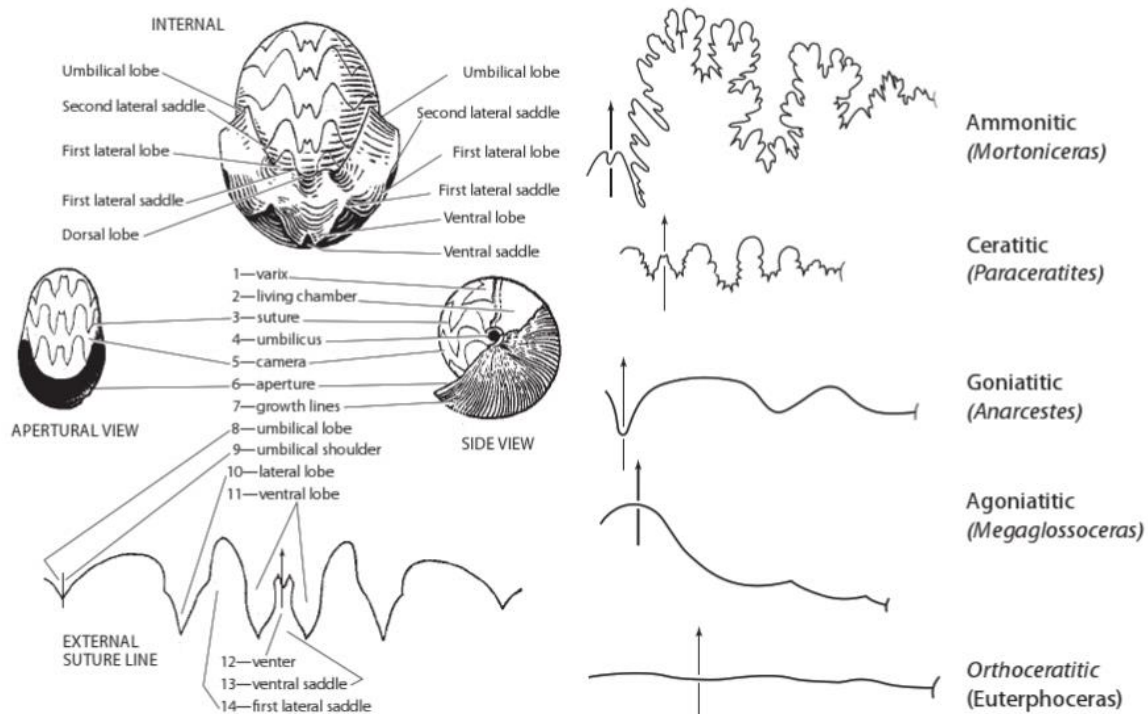 INTERNAL
Umbilical lobe
Second lateral saddle
First lateral lobe
First lateral saddle
Dorsal lobe
Umbilical lobe
Second lateral saddle
First lateral lobe
First lateral saddle
Ventral lobe
Ventral saddle
1—varix
2—living chamber
3—suture
4—umbilicus
5—camera
6—aperture
7—growth lines
8—umbilical lobe
9—umbilical shoulder
10—lateral lobe
11—ventral lobe
APERTURAL VIEW
SIDE VIEW
EXTERNAL
SUTURE LINE
12—venter
13—ventral saddle
14—first lateral saddle
Ammonitic
(Mortoniceras)
Ceratitic
(Paraceratites)
Goniatitic
(Anarcestes)
Agoniatitic
(Megaglossoceras)
Orthoceratitic
(Euterphoceras)